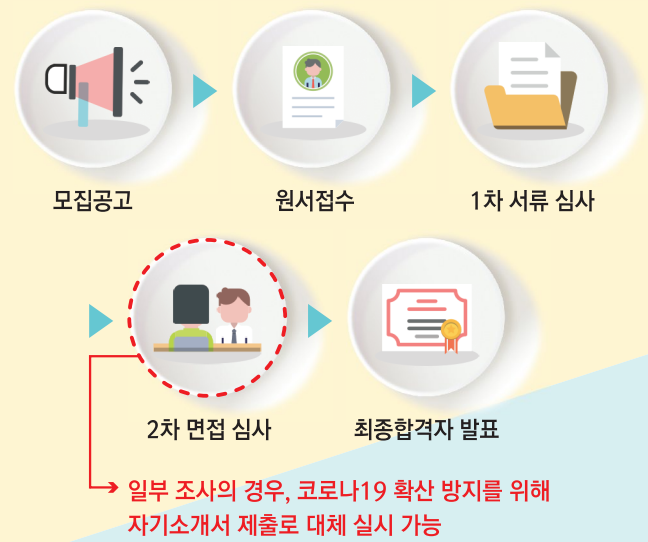 모집공고
원서접수
1차 서류 심사
2차 면접 심사
최종합격자 발표
일부 조사의 경우, 코로나19 확산 방지를 위해
자기소개서 제출로 대체 실시 가능